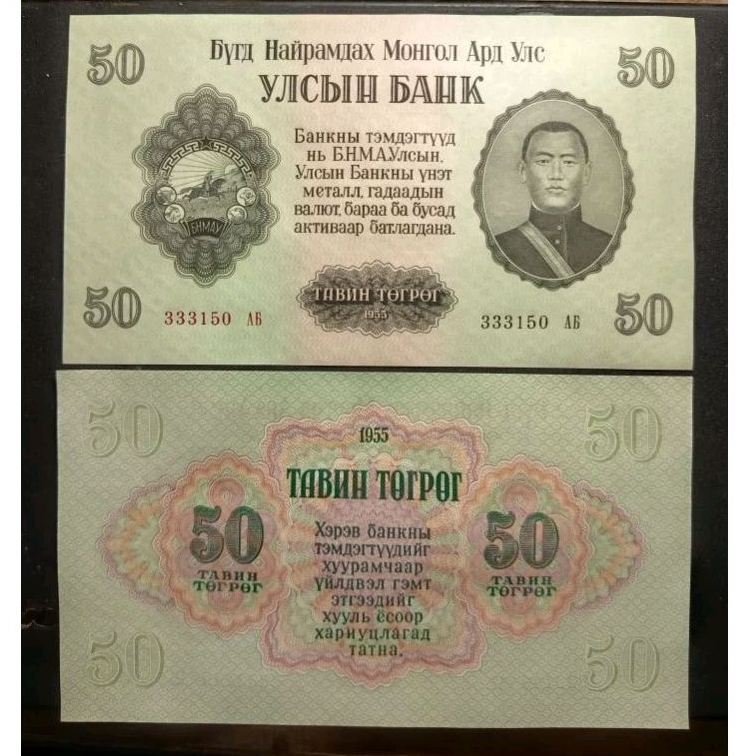 50 Бүгд Найрамдах Монгол Ард Улс 50
УЛСЫН БАНК
Банкны тэмдэгтүүд
нь Б.Н.М.А.Улсын,
Улсын Банкны үнэт
металл, гадаадын
валют, бараа ба бусад
активаар батлагдана.
БНМАУ
ТАВИН ТӨГРӨГ
1955
50 333150 АБ 333150 АБ 50
50 50
1955
ТАВИН ТӨГРӨГ
50
ТАВИН
ТӨГРӨГ
Хэрэв банкны
тэмдэгтүүдийг
хуурамчаар
үйлдвэл гэмт
этгээдийг
хууль ёсоор
хариуцлагад
татна.
50
ТАВИН
ТӨГРӨГ
50 50